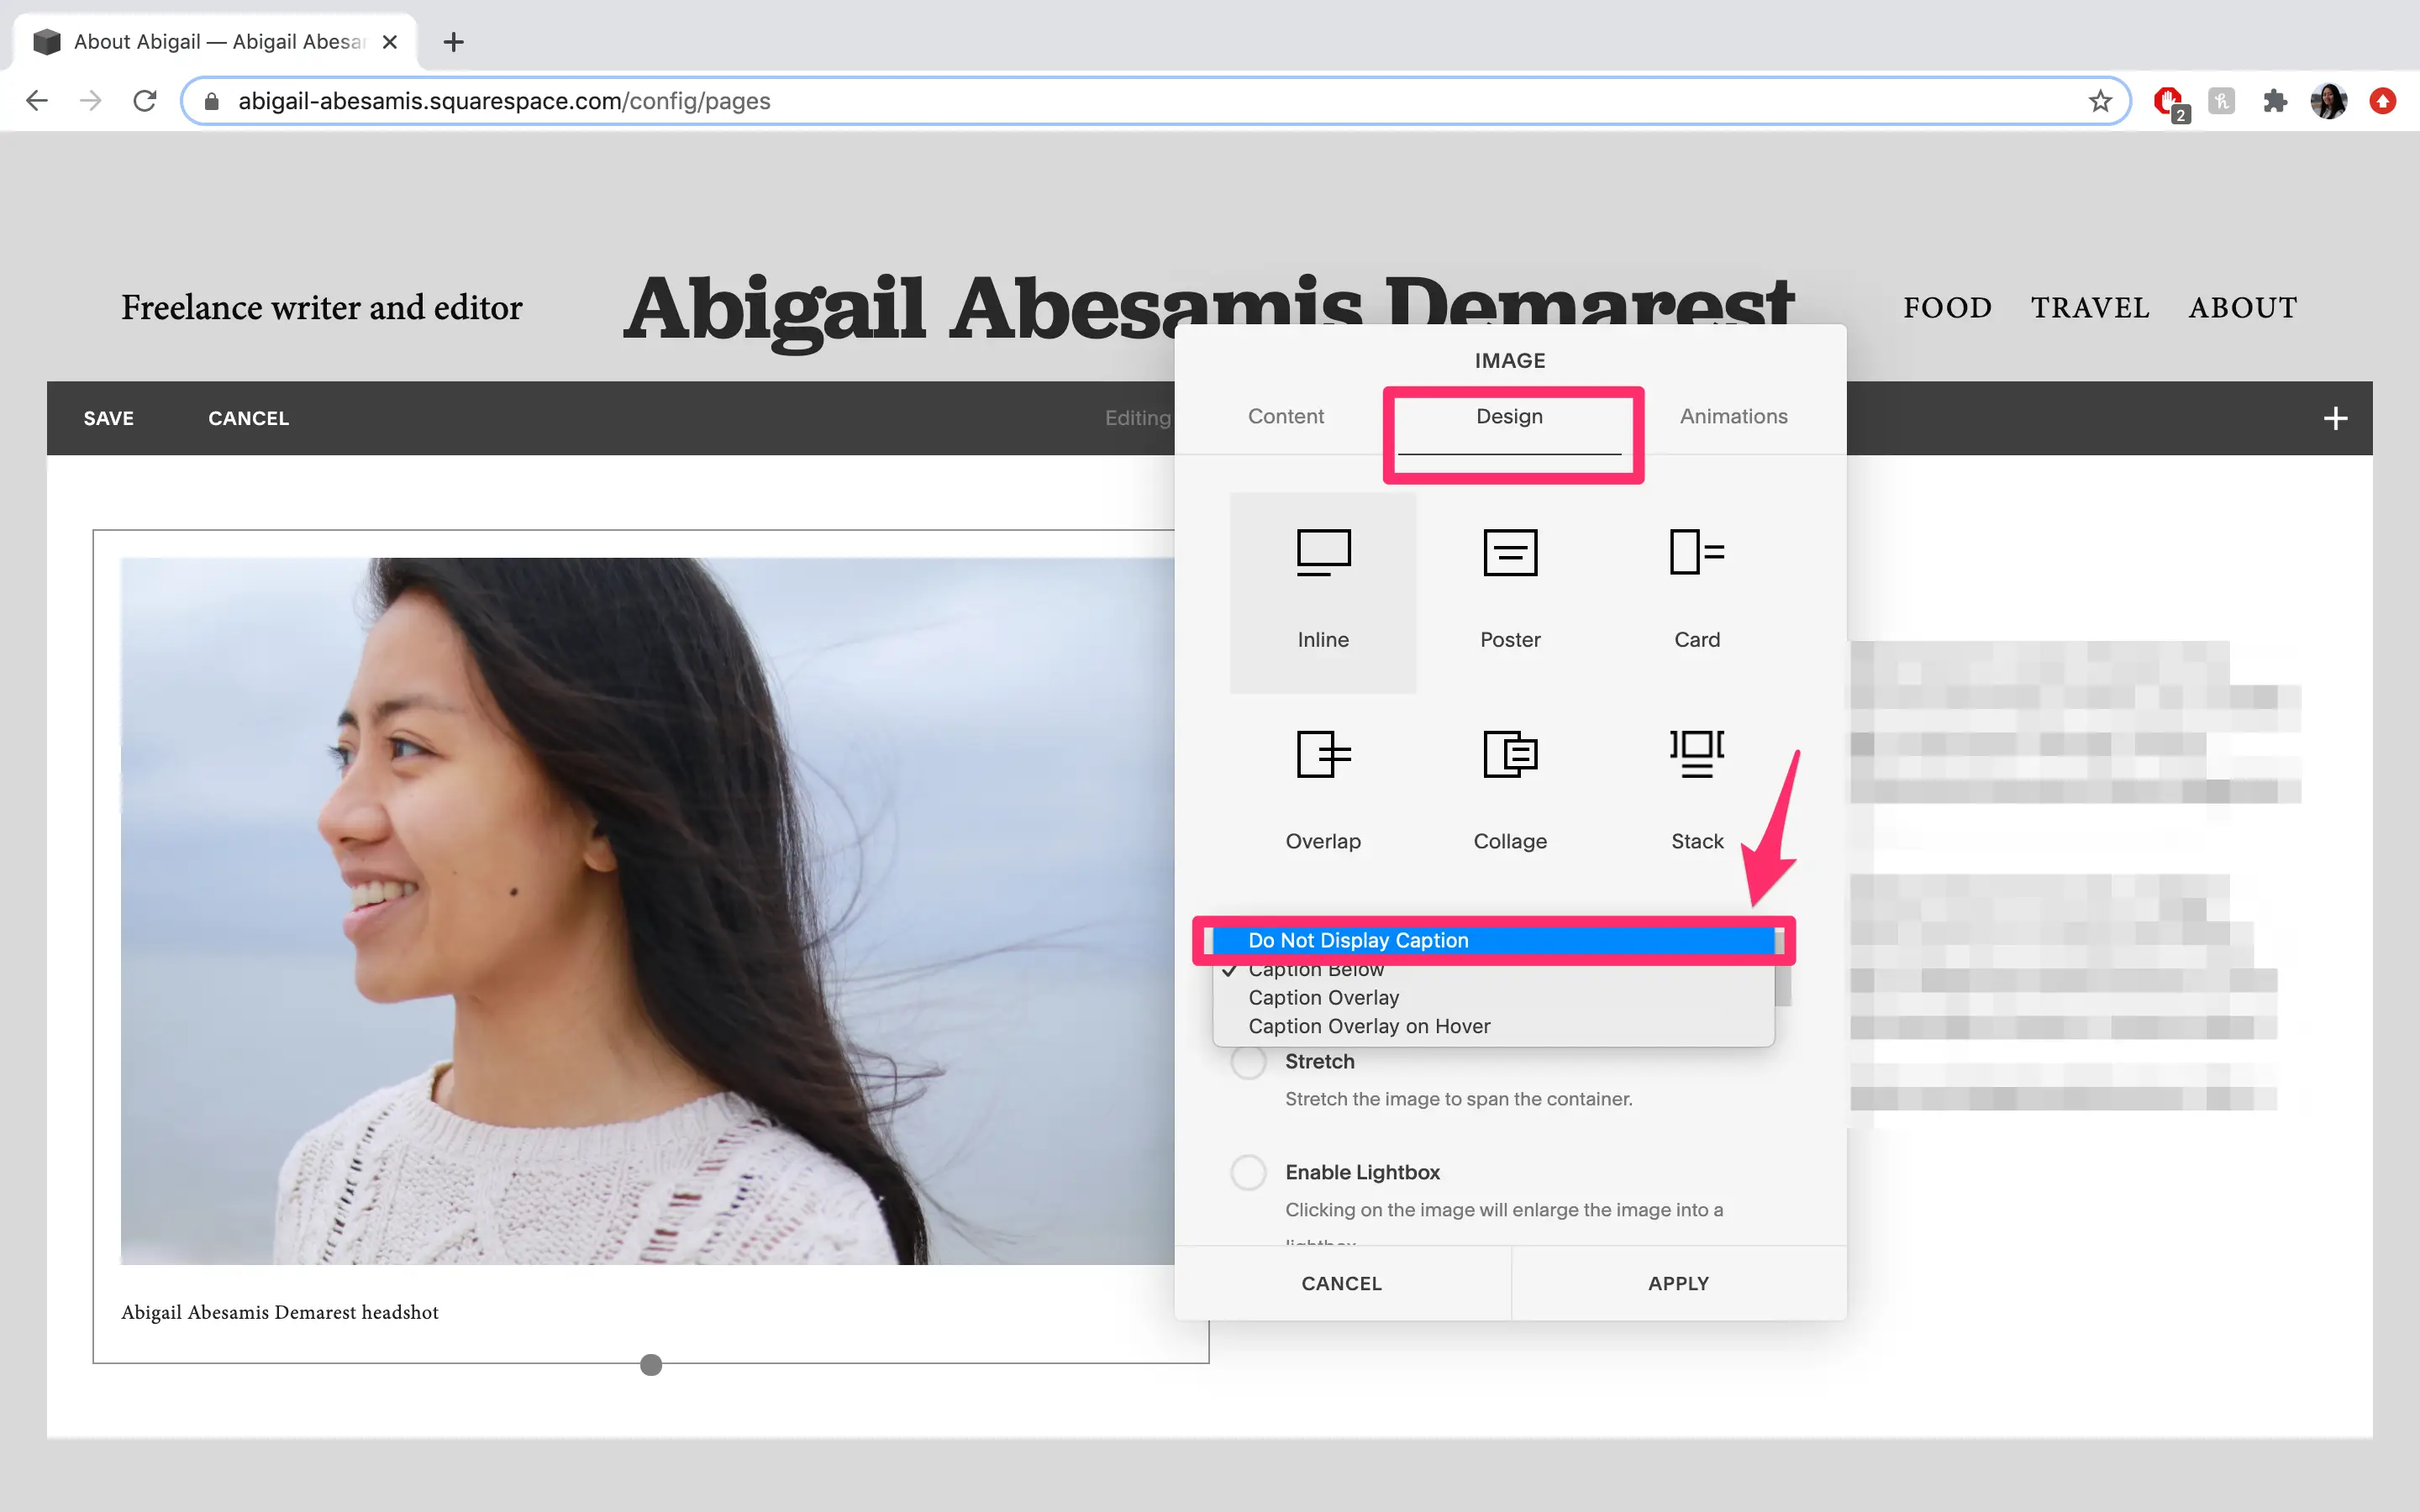 About Abigail — Abigail Abesa
abigail-abesamis.squarespace.com/config/pages
2
Freelance writer and editor
Abigail Abesamis Demarest
FOOD TRAVEL ABOUT
SAVE CANCEL
Editing
IMAGE
Content Design Animations
Inline Poster Card
Overlap Collage Stack
Do Not Display Caption
✓ Caption Below
Caption Overlay
Caption Overlay on Hover
Stretch
Stretch the image to span the container.
Enable Lightbox
Clicking on the image will enlarge the image into a
lightbox.
CANCEL APPLY
Abigail Abesamis Demarest headshot